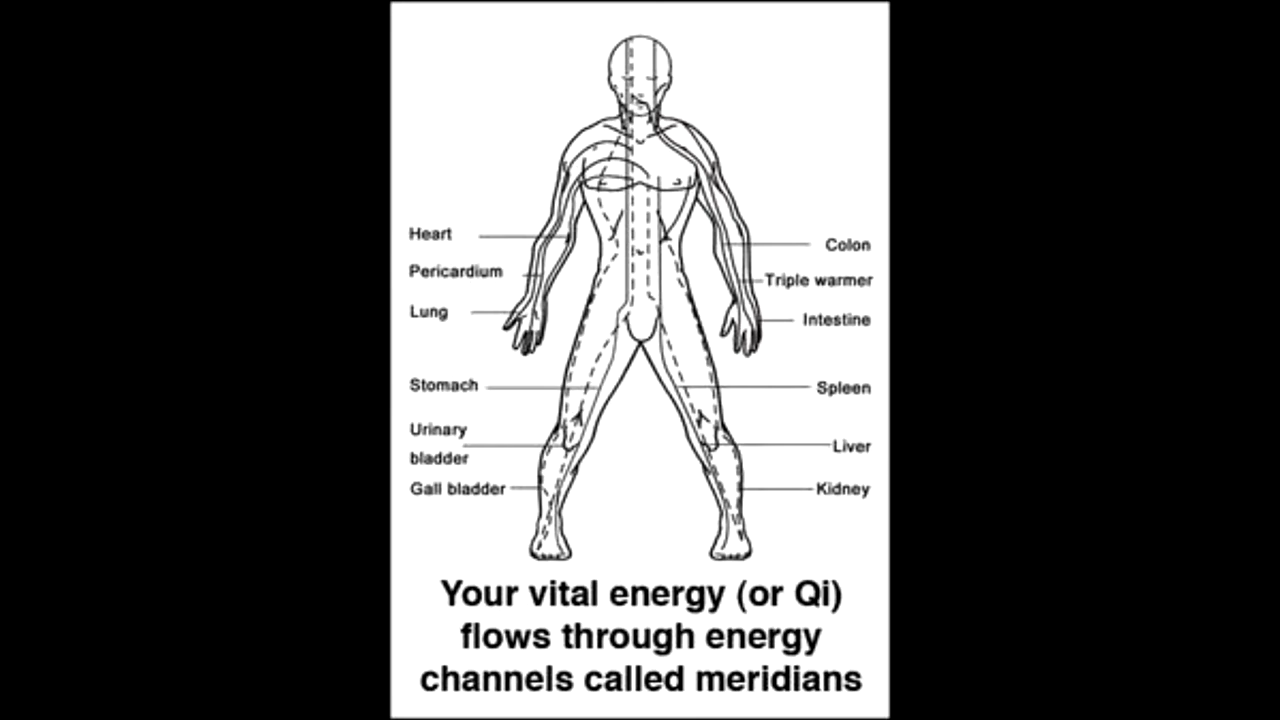 Heart
Colon
Pericardium
Triple warmer
Lung
Intestine
Stomach
Spleen
Urinary
bladder
Liver
Gall bladder
Kidney
Your vital energy (or Qi)
flows through energy
channels called meridians